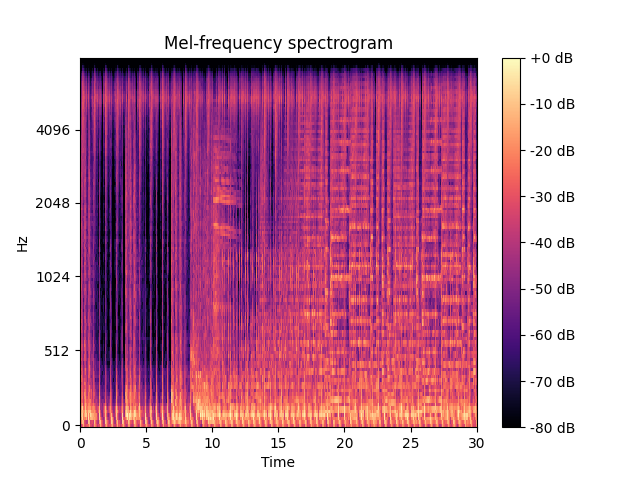 Mel-frequency spectrogram
Hz
4096
2048
1024
512
0
0 5 10 15 20 25 30
Time
+0 dB
-10 dB
-20 dB
-30 dB
-40 dB
-50 dB
-60 dB
-70 dB
-80 dB